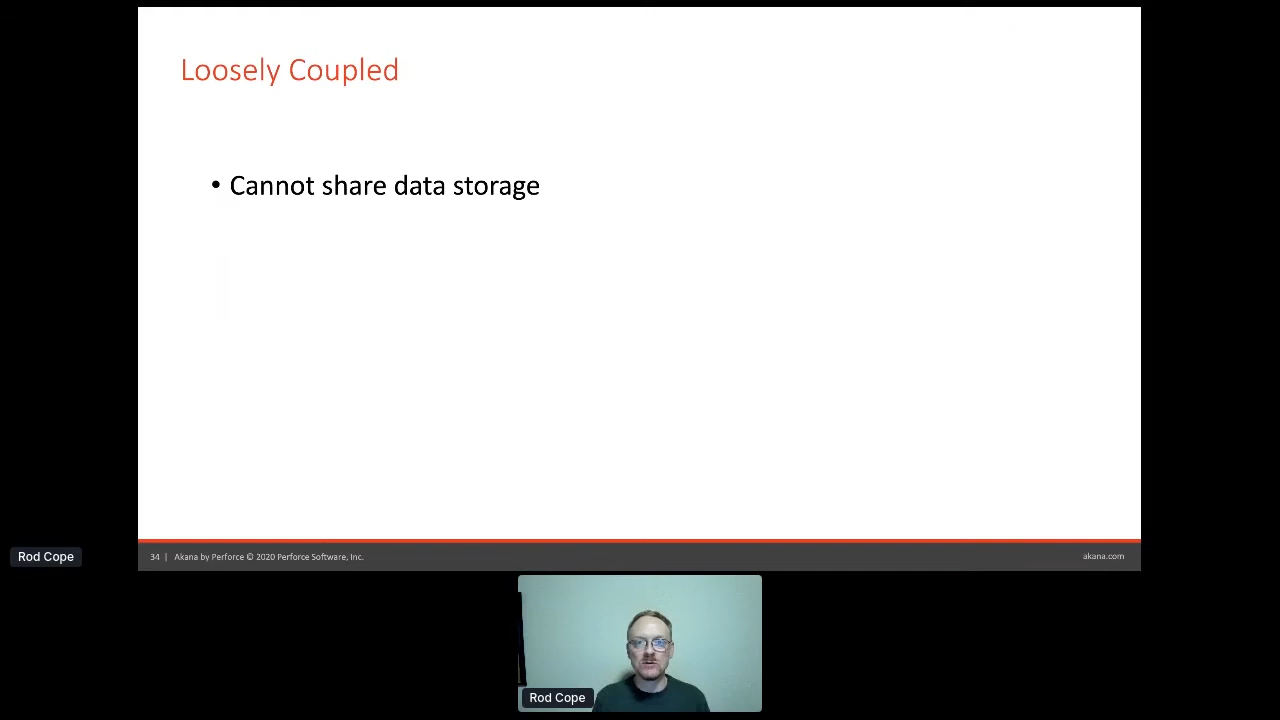 Loosely Coupled
• Cannot share data storage
34 | Akana by Perforce © 2020 Perforce Software, Inc.
akana.com
Rod Cope
Rod Cope